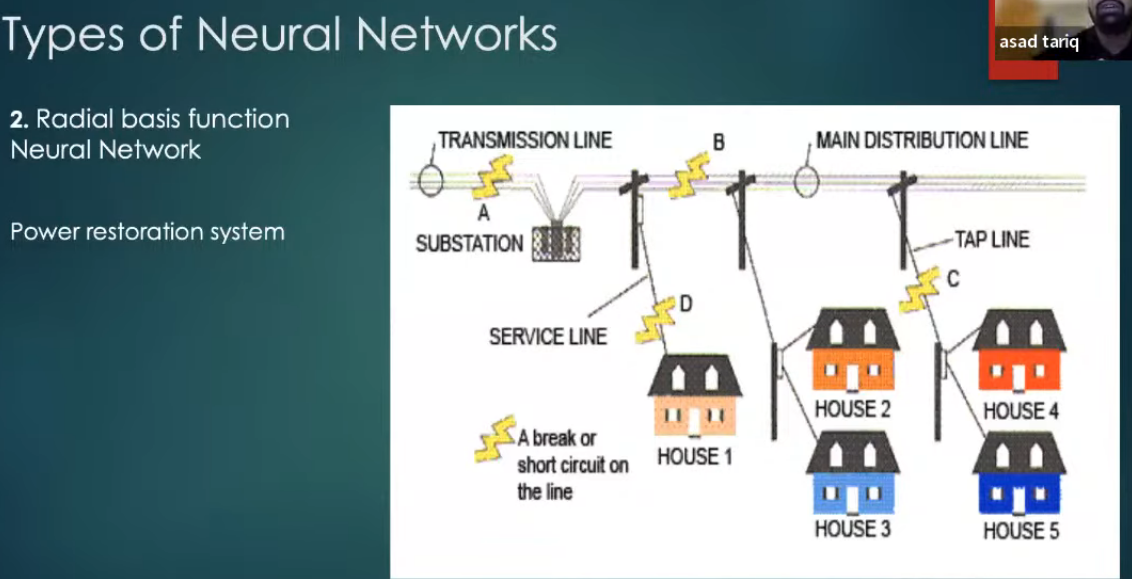 Types of Neural Networks
asad tariq
2. Radial basis function
Neural Network
Power restoration system
TRANSMISSION LINE
B
MAIN DISTRIBUTION LINE
A
SUBSTATION
TAP LINE
C
D
SERVICE LINE
HOUSE 2
HOUSE 4
A break or
short circuit on
the line
HOUSE 1
HOUSE 3
HOUSE 5